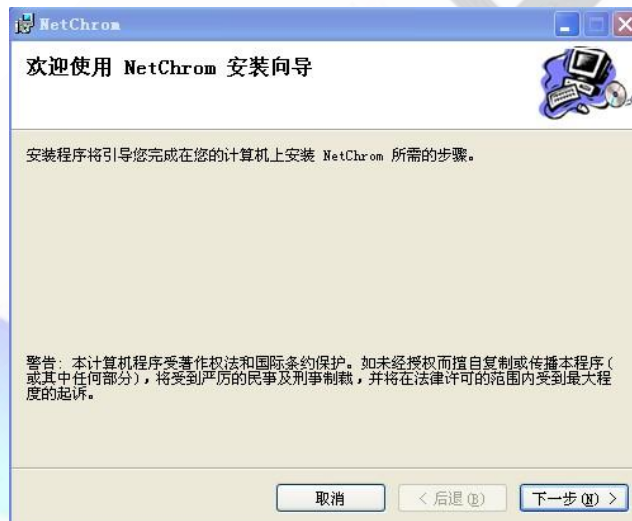 NetChrom
欢迎使用 NetChrom 安装向导
安装程序将引导您完成在您的计算机上安装 NetChrom 所需的步骤。
警告: 本计算机程序受著作权法和国际条约保护。如未经授权而擅自复制或传播本程序(
或其中任何部分)，将受到严厉的民事及刑事制裁，并将在法律许可的范围内受到最大程
度的起诉。
取消
< 后退(B)
下一步(N) >